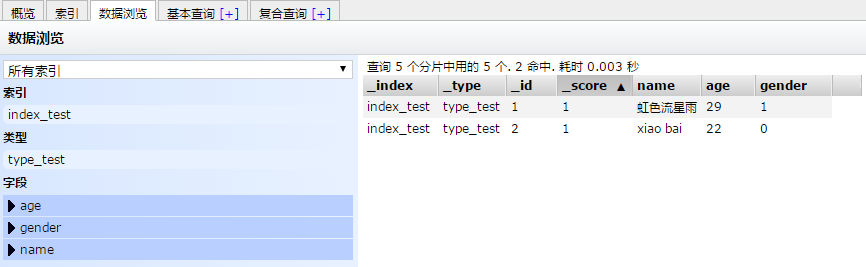 概览 索引 数据浏览 基本查询 [+] 复合查询 [+]
数据浏览
所有索引
索引
index_test
类型
type_test
字段
age
gender
name
查询 5 个分片中用的 5 个. 2 命中. 耗时 0.003 秒
_index _type _id _score ▲ name age gender
index_test type_test 1 1 虹色流星雨 29 1
index_test type_test 2 1 xiao bai 22 0